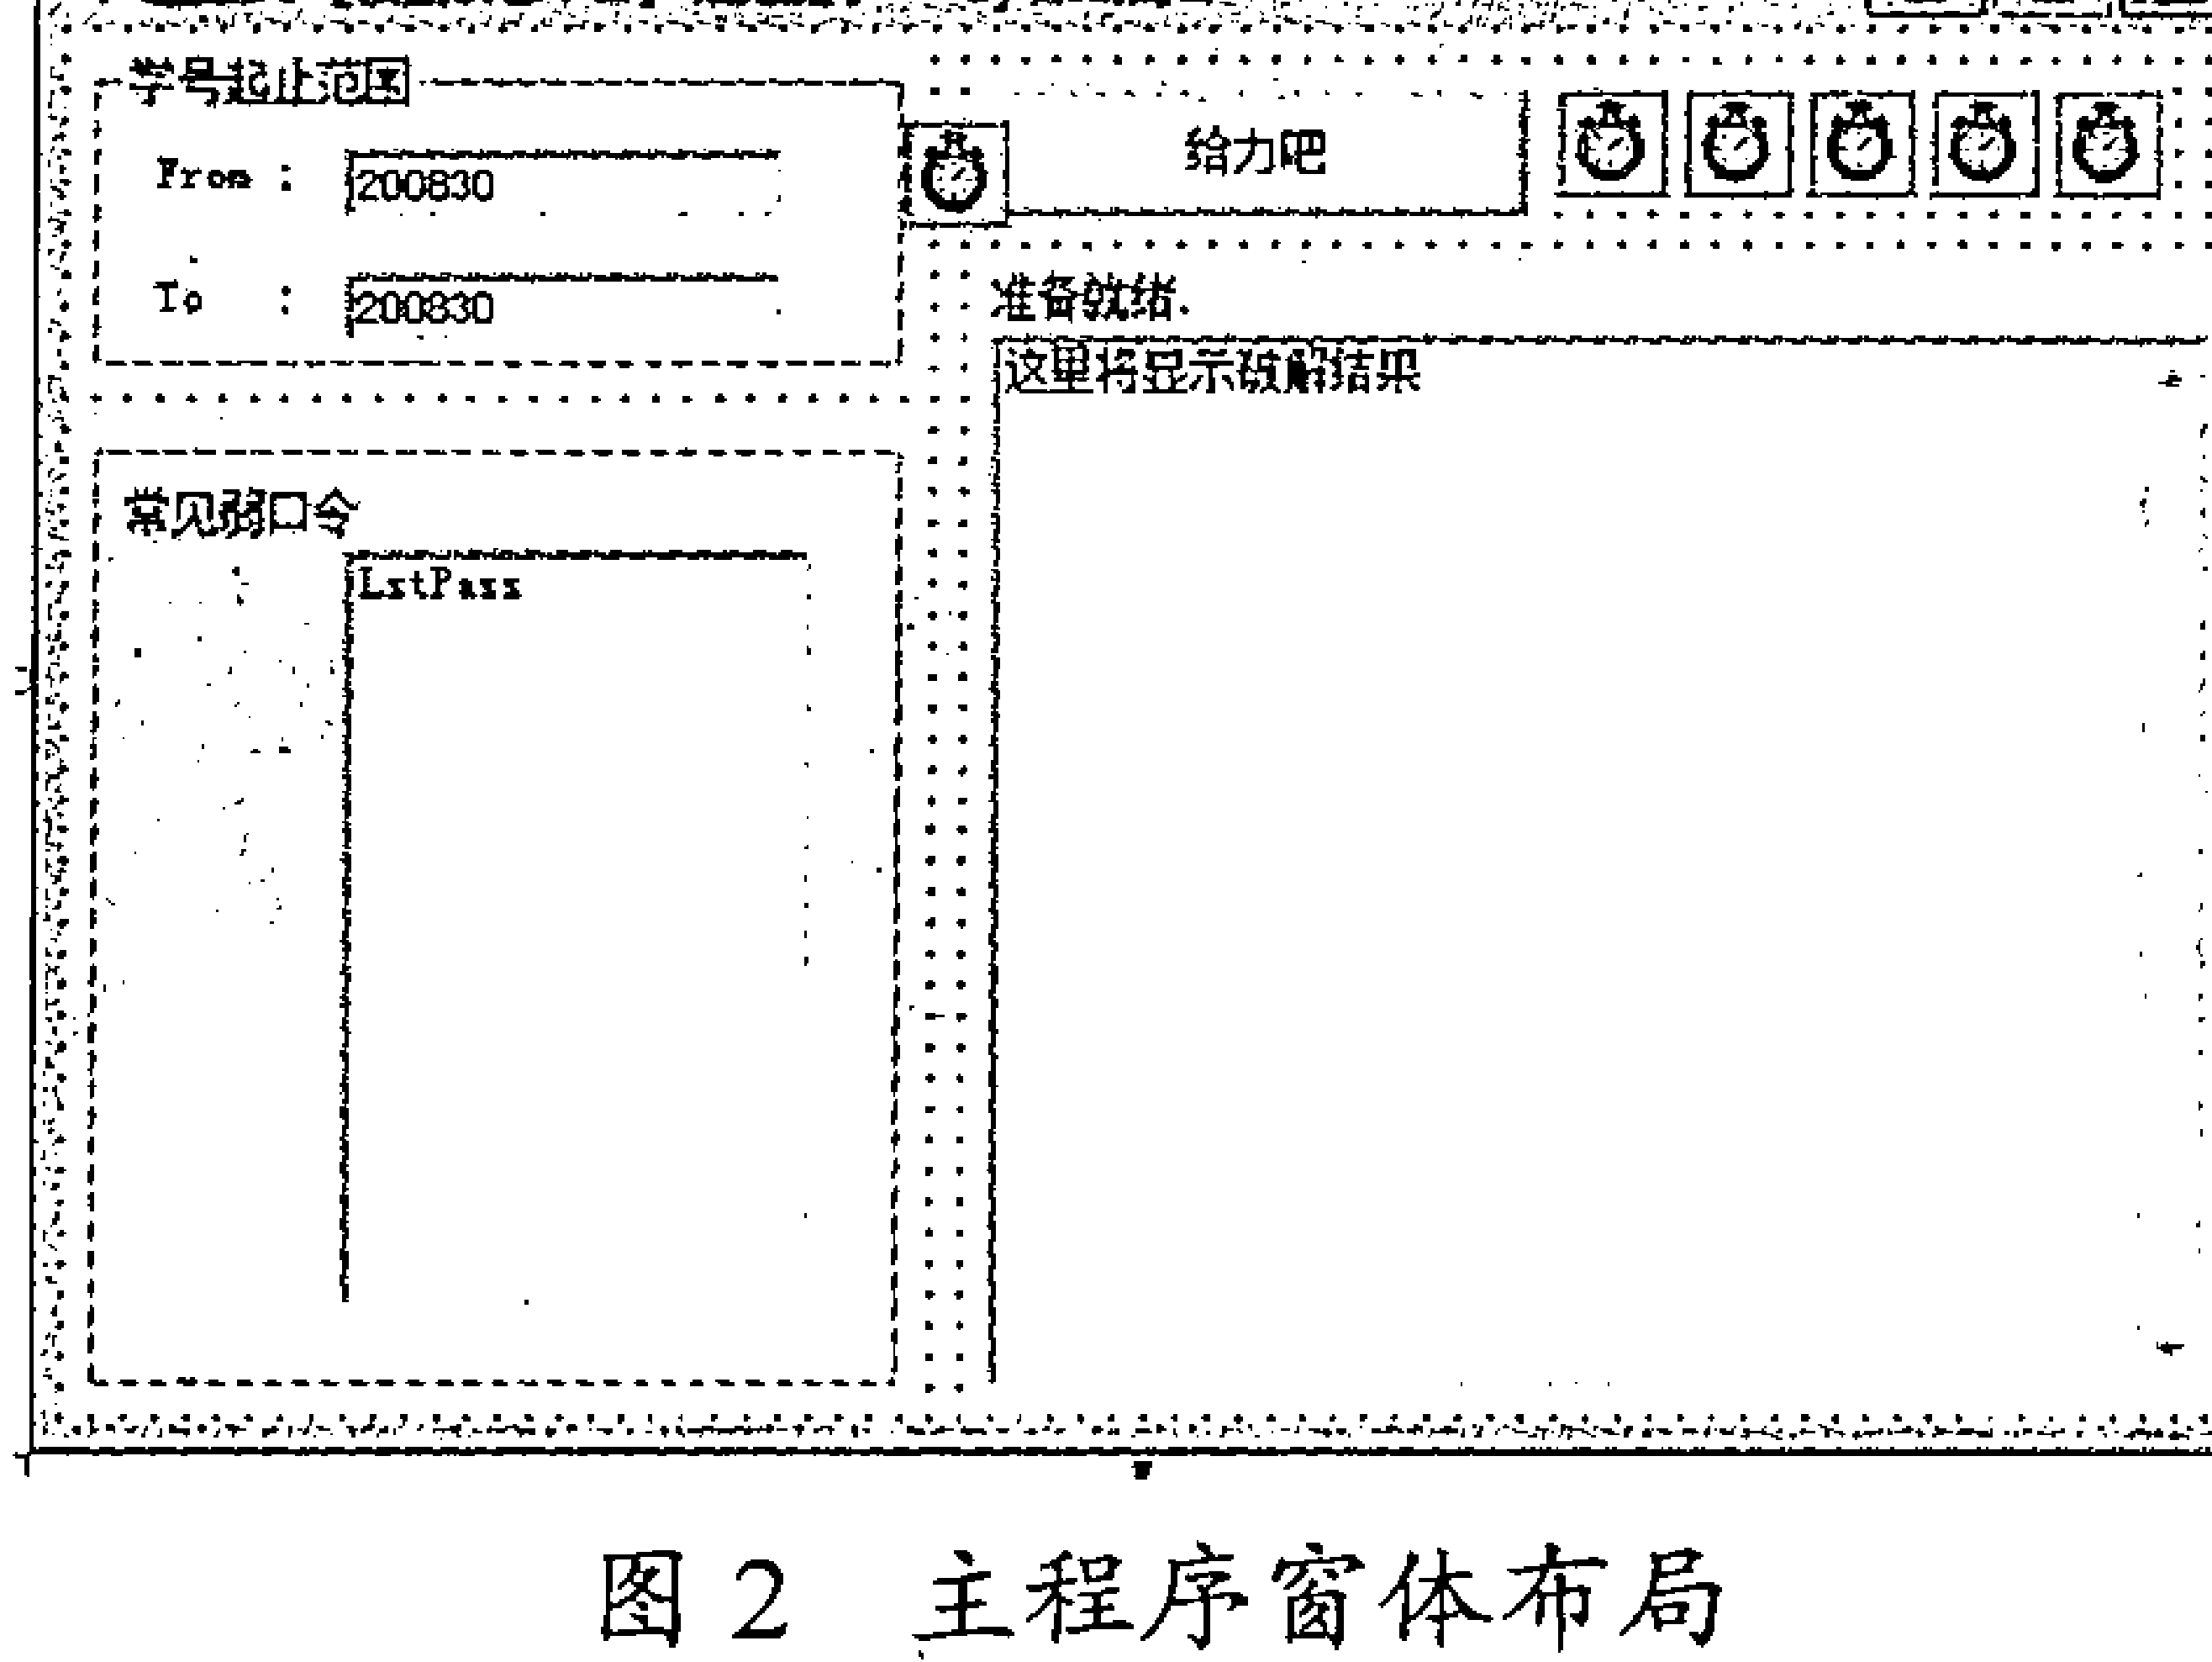 学号起止范围
From :
200830
To :
200830
给力吧
准备就绪.
这里将显示破解结果
常见弱口令
LstPass
图 2 主程序窗体布局